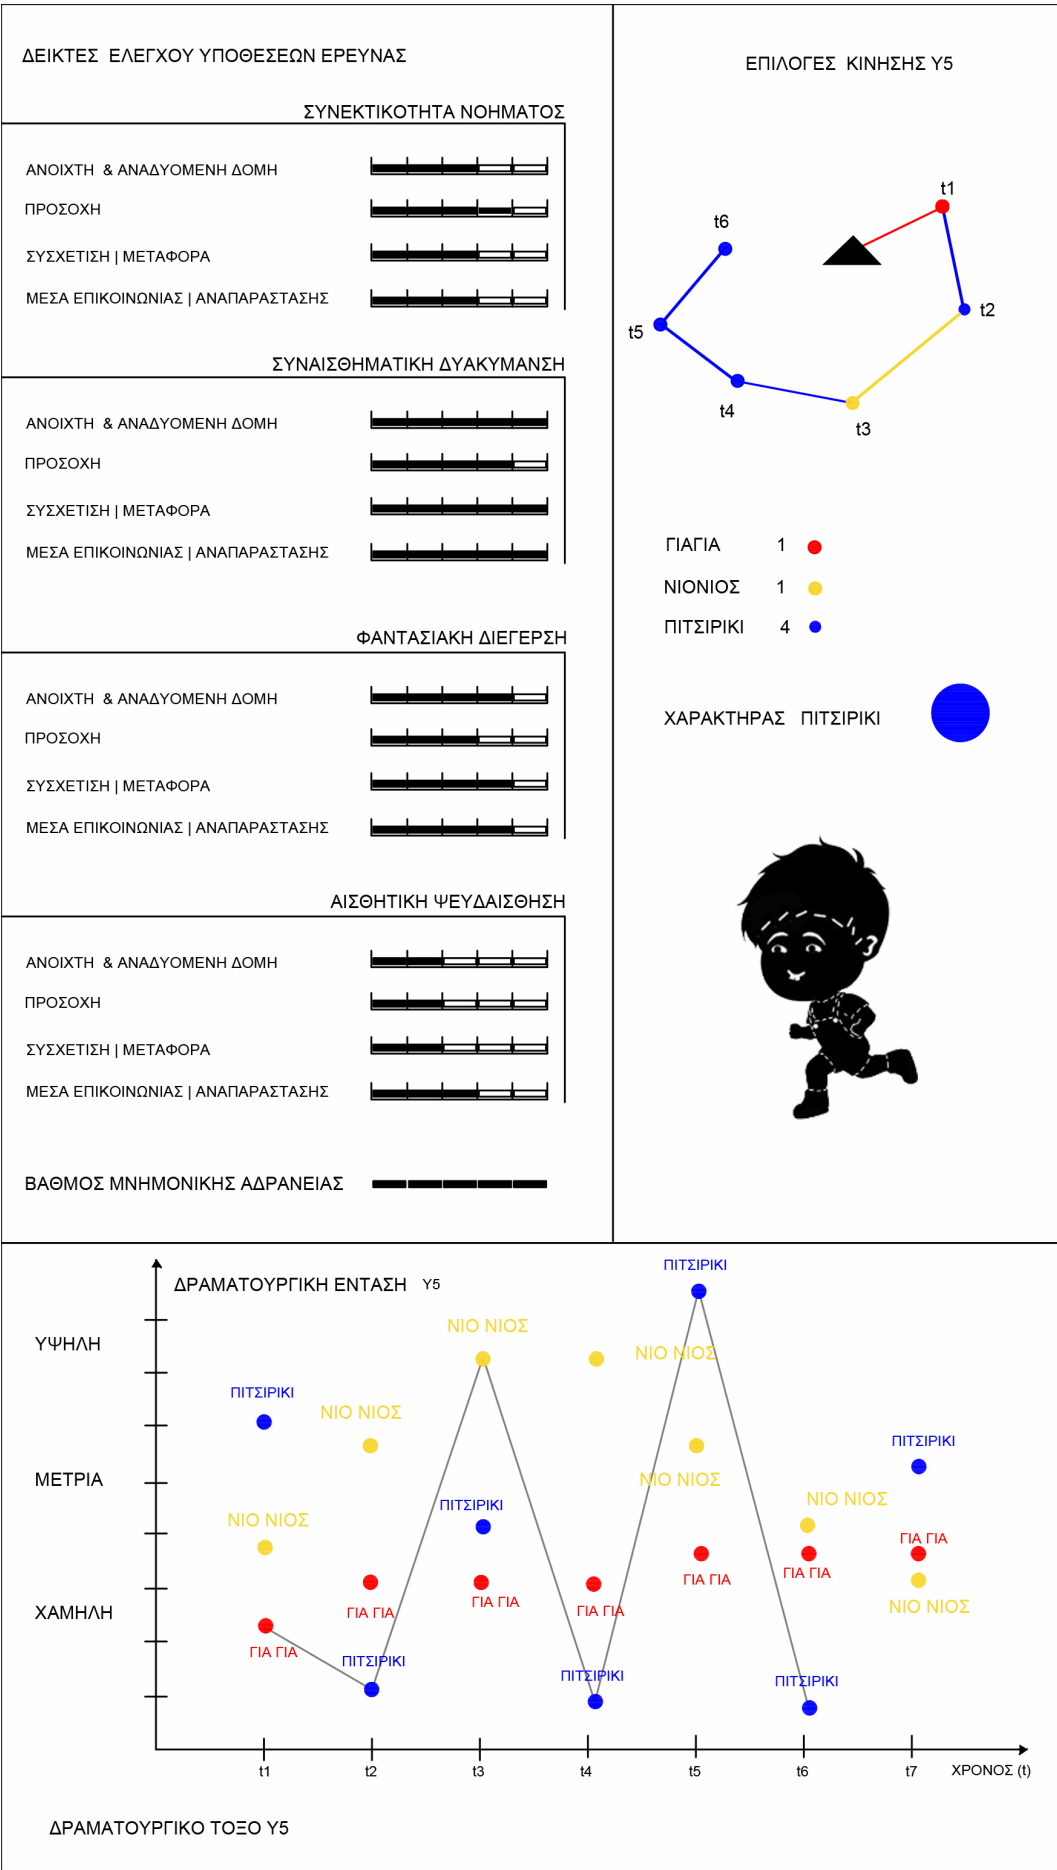 ΔΕΙΚΤΕΣ ΕΛΕΓΧΟΥ ΥΠΟΘΕΣΕΩΝ ΕΡΕΥΝΑΣ
ΣΥΝΕΚΤΙΚΟΤΗΤΑ ΝΟΗΜΑΤΟΣ
ΑΝΟΙΧΤΗ & ΑΝΑΔΥΟΜΕΝΗ ΔΟΜΗ
ΠΡΟΣΟΧΗ
ΣΥΣΧΕΤΙΣΗ | ΜΕΤΑΦΟΡΑ
ΜΕΣΑ ΕΠΙΚΟΙΝΩΝΙΑΣ | ΑΝΑΠΑΡΑΣΤΑΣΗΣ
ΣΥΝΑΙΣΘΗΜΑΤΙΚΗ ΔΥΑΚΥΜΑΝΣΗ
ΑΝΟΙΧΤΗ & ΑΝΑΔΥΟΜΕΝΗ ΔΟΜΗ
ΠΡΟΣΟΧΗ
ΣΥΣΧΕΤΙΣΗ | ΜΕΤΑΦΟΡΑ
ΜΕΣΑ ΕΠΙΚΟΙΝΩΝΙΑΣ | ΑΝΑΠΑΡΑΣΤΑΣΗΣ
ΦΑΝΤΑΣΙΑΚΗ ΔΙΕΓΕΡΣΗ
ΑΝΟΙΧΤΗ & ΑΝΑΔΥΟΜΕΝΗ ΔΟΜΗ
ΠΡΟΣΟΧΗ
ΣΥΣΧΕΤΙΣΗ | ΜΕΤΑΦΟΡΑ
ΜΕΣΑ ΕΠΙΚΟΙΝΩΝΙΑΣ | ΑΝΑΠΑΡΑΣΤΑΣΗΣ
ΑΙΣΘΗΤΙΚΗ ΨΕΥΔΑΙΣΘΗΣΗ
ΑΝΟΙΧΤΗ & ΑΝΑΔΥΟΜΕΝΗ ΔΟΜΗ
ΠΡΟΣΟΧΗ
ΣΥΣΧΕΤΙΣΗ | ΜΕΤΑΦΟΡΑ
ΜΕΣΑ ΕΠΙΚΟΙΝΩΝΙΑΣ | ΑΝΑΠΑΡΑΣΤΑΣΗΣ
ΒΑΘΜΟΣ ΜΝΗΜΟΝΙΚΗΣ ΑΔΡΑΝΕΙΑΣ
ΕΠΙΛΟΓΕΣ ΚΙΝΗΣΗΣ Υ5
t1
t6
t2
t5
t4
t3
ΓΙΑΓΙΑ 1
ΝΙΟΝΙΟΣ 1
ΠΙΤΣΙΡΙΚΙ 4
ΧΑΡΑΚΤΗΡΑΣ ΠΙΤΣΙΡΙΚΙ
ΔΡΑΜΑΤΟΥΡΓΙΚΗ ΕΝΤΑΣΗ Υ5
ΠΙΤΣΙΡΙΚΙ
ΝΙΟ ΝΙΟΣ
ΥΨΗΛΗ
ΝΙΟ ΝΙΟΣ
ΠΙΤΣΙΡΙΚΙ
ΝΙΟ ΝΙΟΣ
ΠΙΤΣΙΡΙΚΙ
ΜΕΤΡΙΑ
ΝΙΟ ΝΙΟΣ
ΠΙΤΣΙΡΙΚΙ
ΝΙΟ ΝΙΟΣ
ΝΙΟ ΝΙΟΣ
ΓΙΑ ΓΙΑ
ΓΙΑ ΓΙΑ
ΓΙΑ ΓΙΑ
ΓΙΑ ΓΙΑ
ΝΙΟ ΝΙΟΣ
ΧΑΜΗΛΗ
ΓΙΑ ΓΙΑ
ΓΙΑ ΓΙΑ
ΓΙΑ ΓΙΑ
ΠΙΤΣΙΡΙΚΙ
ΠΙΤΣΙΡΙΚΙ
ΠΙΤΣΙΡΙΚΙ
t1 t2 t3 t4 t5 t6 t7 ΧΡΟΝΟΣ (t)
ΔΡΑΜΑΤΟΥΡΓΙΚΟ ΤΟΞΟ Υ5